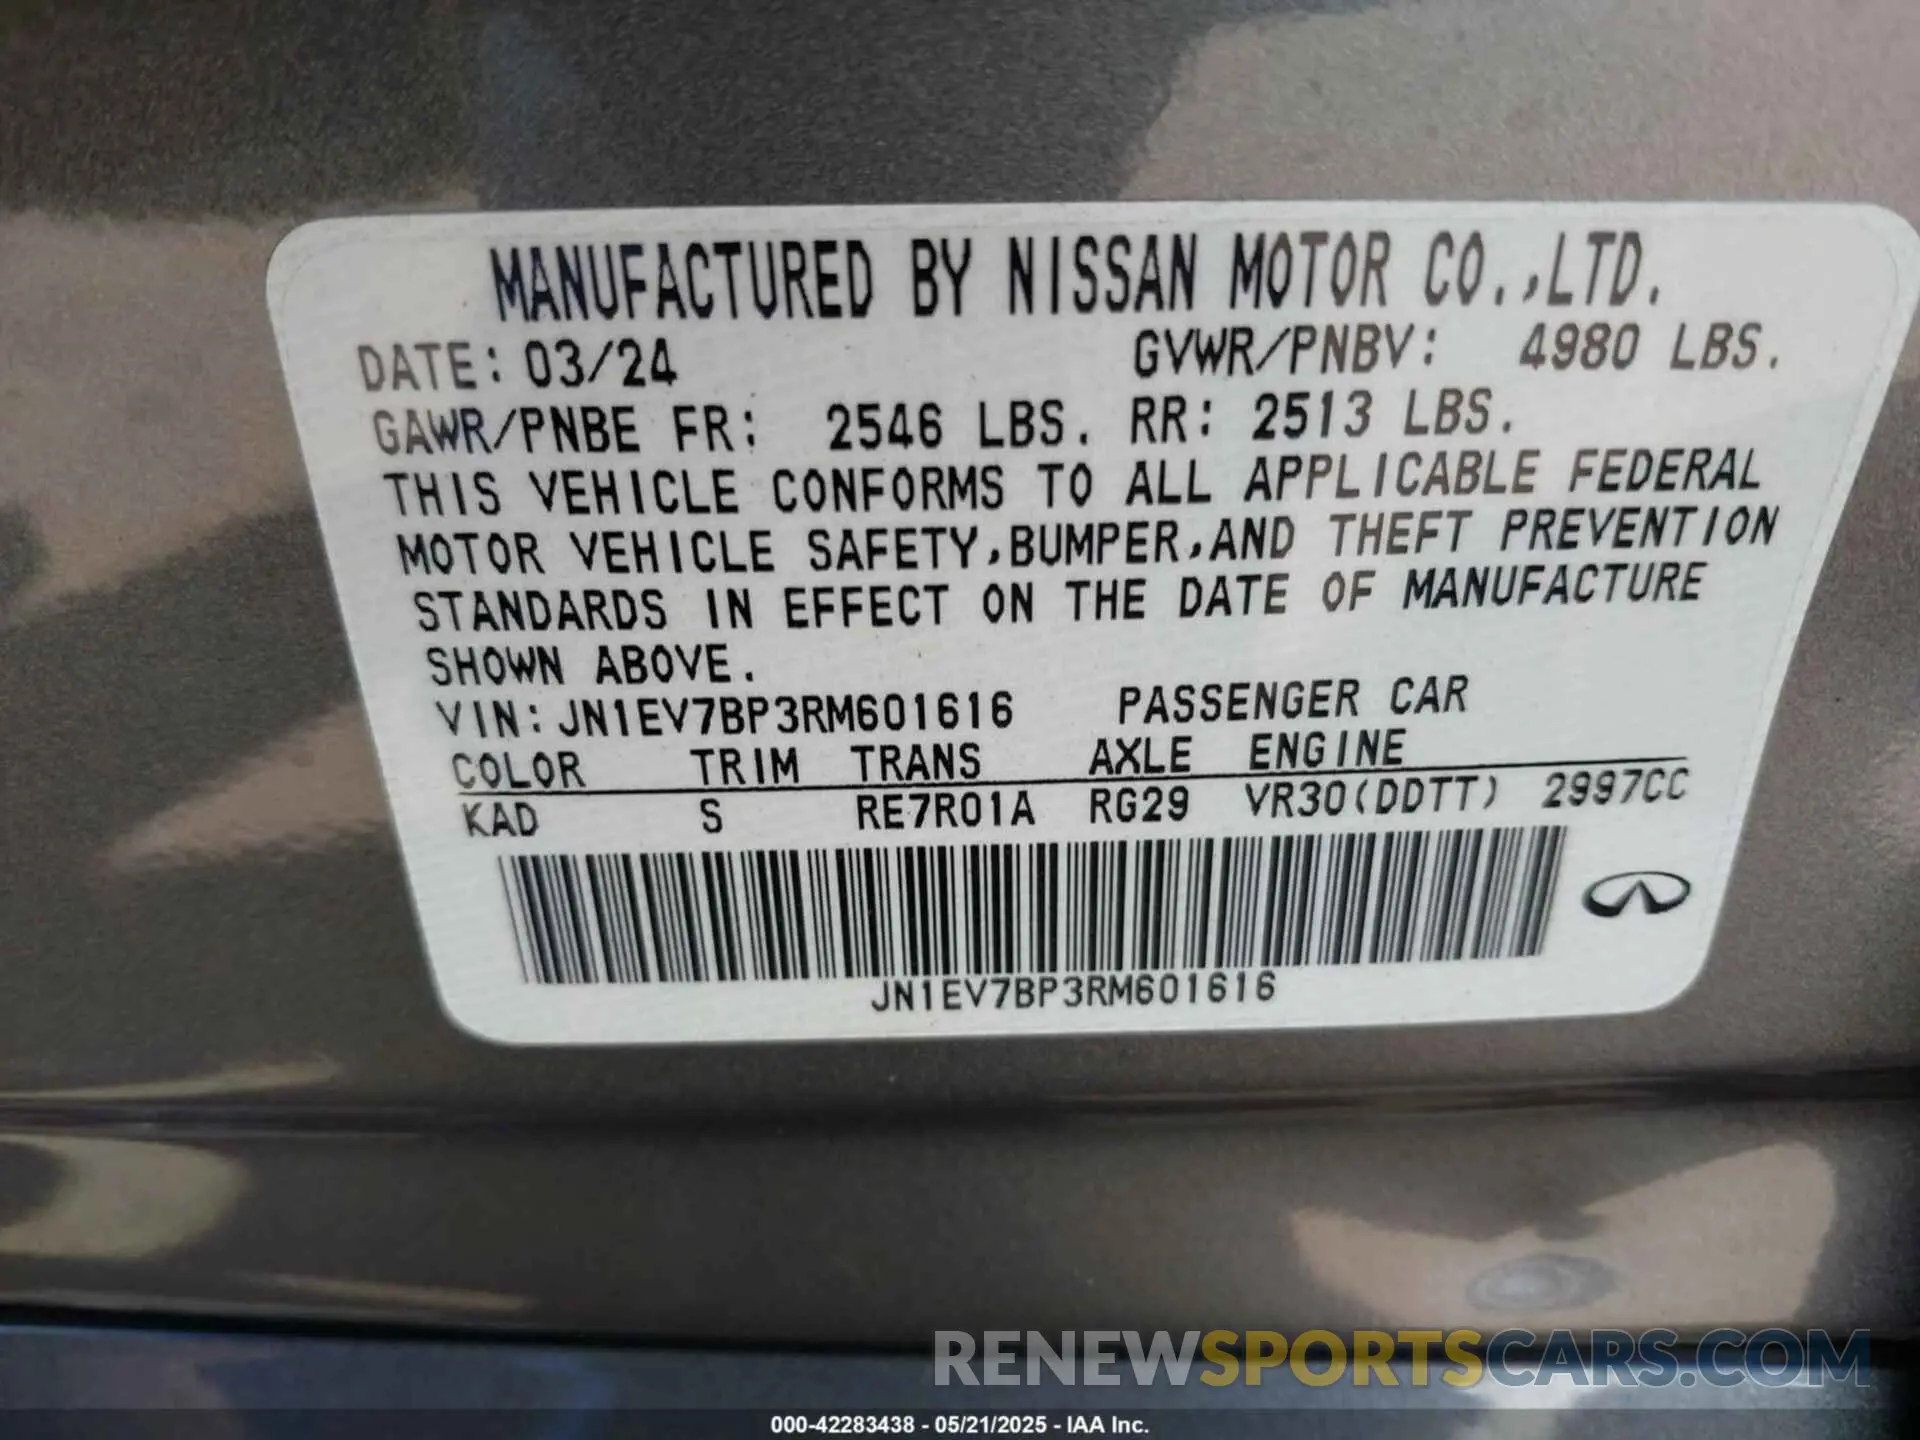 MANUFACTURED BY NISSAN MOTOR CO.,LTD.
DATE: 03/24 GVWR/PNBV: 4980 LBS.
GAWR/PNBE FR: 2546 LBS. RR: 2513 LBS.
THIS VEHICLE CONFORMS TO ALL APPLICABLE FEDERAL
MOTOR VEHICLE SAFETY,BUMPER,AND THEFT PREVENTION
STANDARDS IN EFFECT ON THE DATE OF MANUFACTURE
SHOWN ABOVE.
VIN:JN1EV7BP3RM601616 PASSENGER CAR
COLOR TRIM TRANS AXLE ENGINE
KAD S RE7R01A RG29 VR30(DDTT) 2997CC
JN1EV7BP3RM601616
RENEWSPORTSCARS.COM
000-42283438 - 05/21/2025 - IAA Inc.